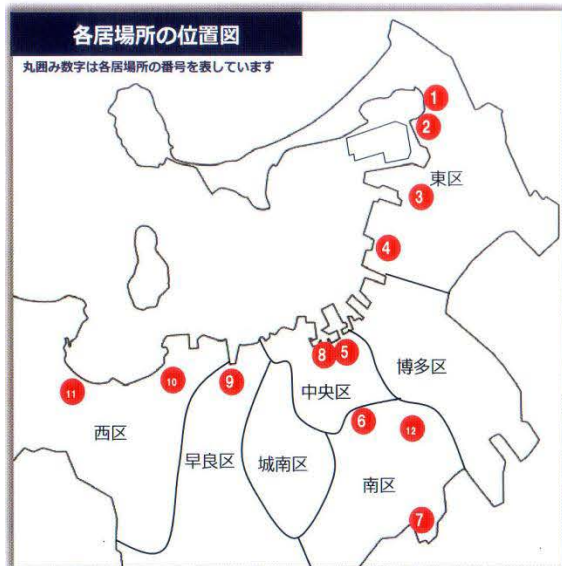 各居場所の位置図
丸囲み数字は各居場所の番号を表しています
1
2
東区
3
4
8
5
博多区
中央区
11
10
9
6
12
西区
早良区
城南区
南区
7